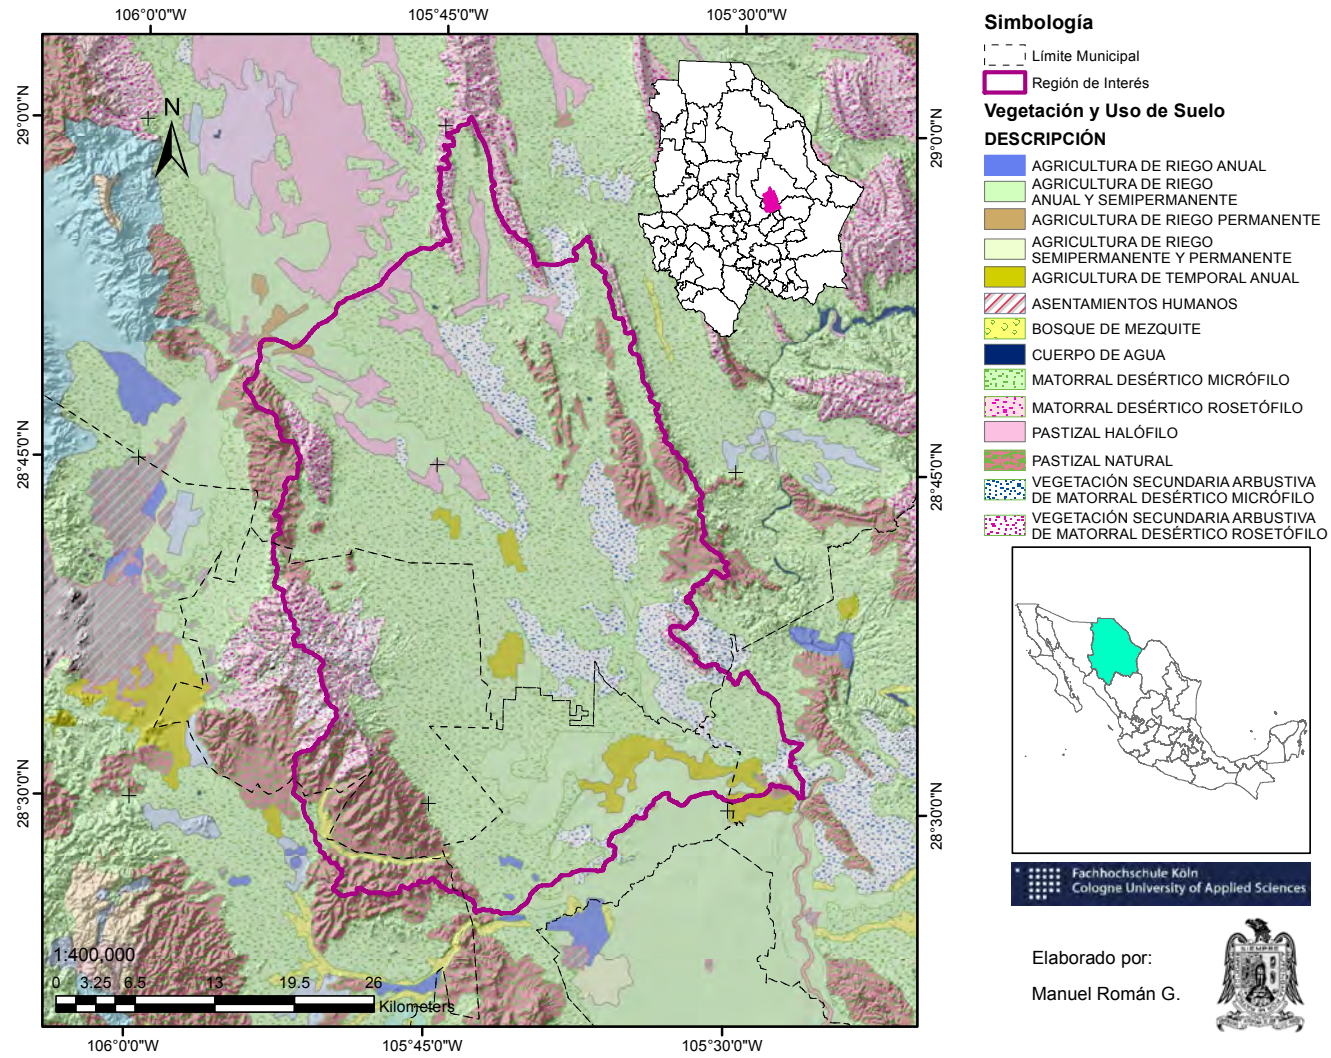 106°0'0"W
105°45'0"W
105°30'0"W
29°0'0"N
29°0'0"N
28°45'0"N
28°45'0"N
28°30'0"N
28°30'0"N
106°0'0"W
105°45'0"W
105°30'0"W
N
1:400,000
0 3.25 6.5 13 19.5 26
Kilometers
Simbología
Límite Municipal
Región de Interés
Vegetación y Uso de Suelo
DESCRIPCIÓN
AGRICULTURA DE RIEGO ANUAL
AGRICULTURA DE RIEGO
ANUAL Y SEMIPERMANENTE
AGRICULTURA DE RIEGO PERMANENTE
AGRICULTURA DE RIEGO
SEMIPERMANENTE Y PERMANENTE
AGRICULTURA DE TEMPORAL ANUAL
ASENTAMIENTOS HUMANOS
BOSQUE DE MEZQUITE
CUERPO DE AGUA
MATORRAL DESÉRTICO MICRÓFILO
MATORRAL DESÉRTICO ROSETÓFILO
PASTIZAL HALÓFILO
PASTIZAL NATURAL
VEGETACIÓN SECUNDARIA ARBUSTIVA
DE MATORRAL DESÉRTICO MICRÓFILO
VEGETACIÓN SECUNDARIA ARBUSTIVA
DE MATORRAL DESÉRTICO ROSETÓFILO
Fachhochschule Köln
Cologne University of Applied Sciences
Elaborado por:
Manuel Román G.